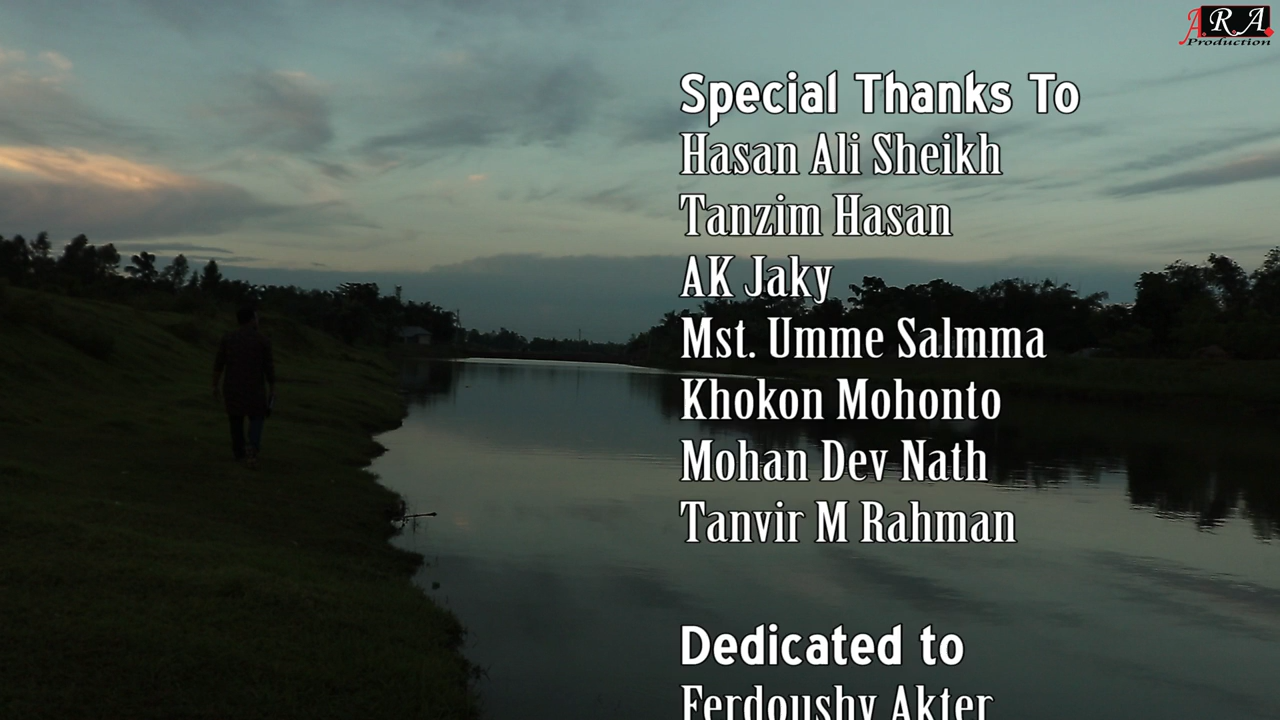 A.R.A.
Production
Special Thanks To
Hasan Ali Sheikh
Tanzim Hasan
AK Jaky
Mst. Umme Salmma
Khokon Mohonto
Mohan Dev Nath
Tanvir M Rahman
Dedicated to
Ferdoushy Akter